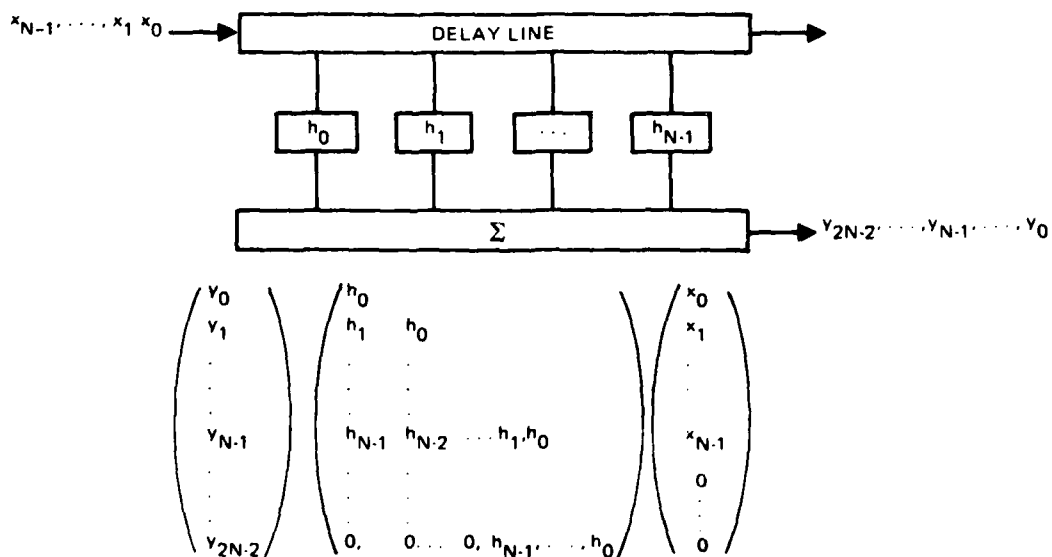 x_{N-1}, . . . , x_1 x_0
DELAY LINE
h_0 h_1 . . . h_{N-1}
Σ
y_{2N-2}, . . . , y_{N-1}, . . . , y_0
y_0 h_0 x_0
y_1 h_1 h_0 x_1
. . .
. . .
y_{N-1} h_{N-1} h_{N-2} . . . h_1, h_0 x_{N-1}
. . 0
. . .
y_{2N-2} 0, 0 . . . 0, h_{N-1}, . . . , h_0 0